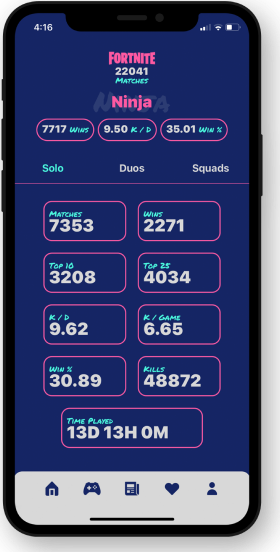 4:16
FORTNITE
22041
Matches
Ninja
7717 Wins 9.50 K / D 35.01 Win %
Solo Duos Squads
Matches Wins
7353 2271
Top 10 Top 25
3208 4034
K / D K / Game
9.62 6.65
Win % Kills
30.89 48872
Time Played
13D 13H 0M